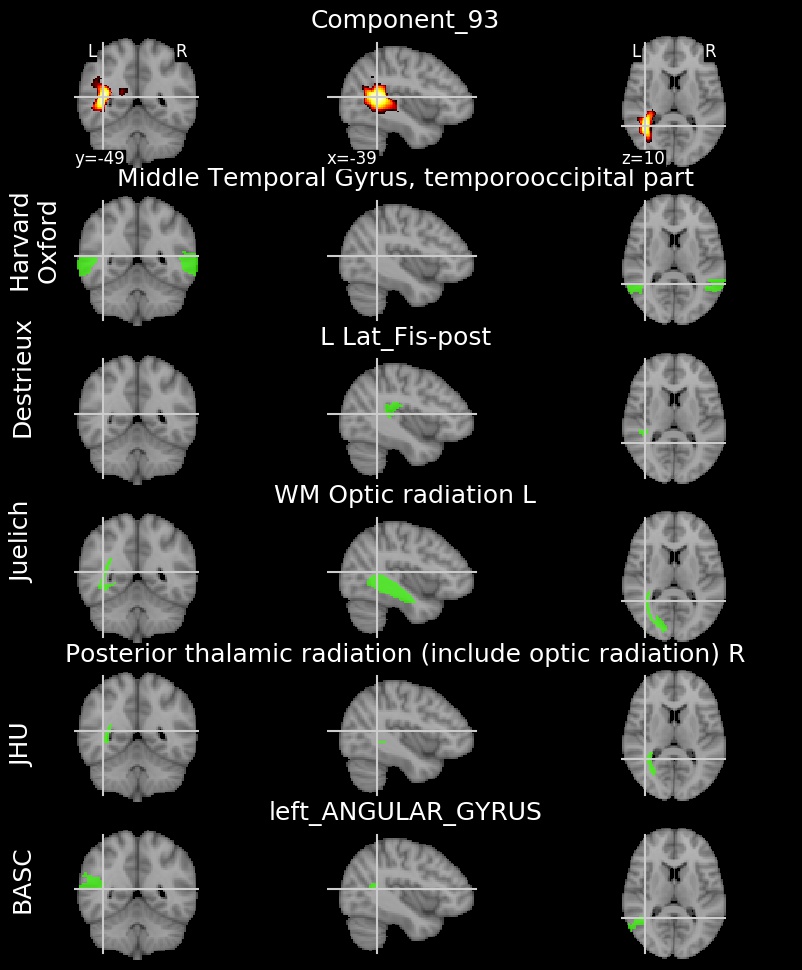 Component_93
L R
L R
y=-49
x=-39
z=10
Middle Temporal Gyrus, temporooccipital part
Harvard
Oxford
L Lat_Fis-post
Destrieux
WM Optic radiation L
Juelich
Posterior thalamic radiation (include optic radiation) R
JHU
left_ANGULAR_GYRUS
BASC